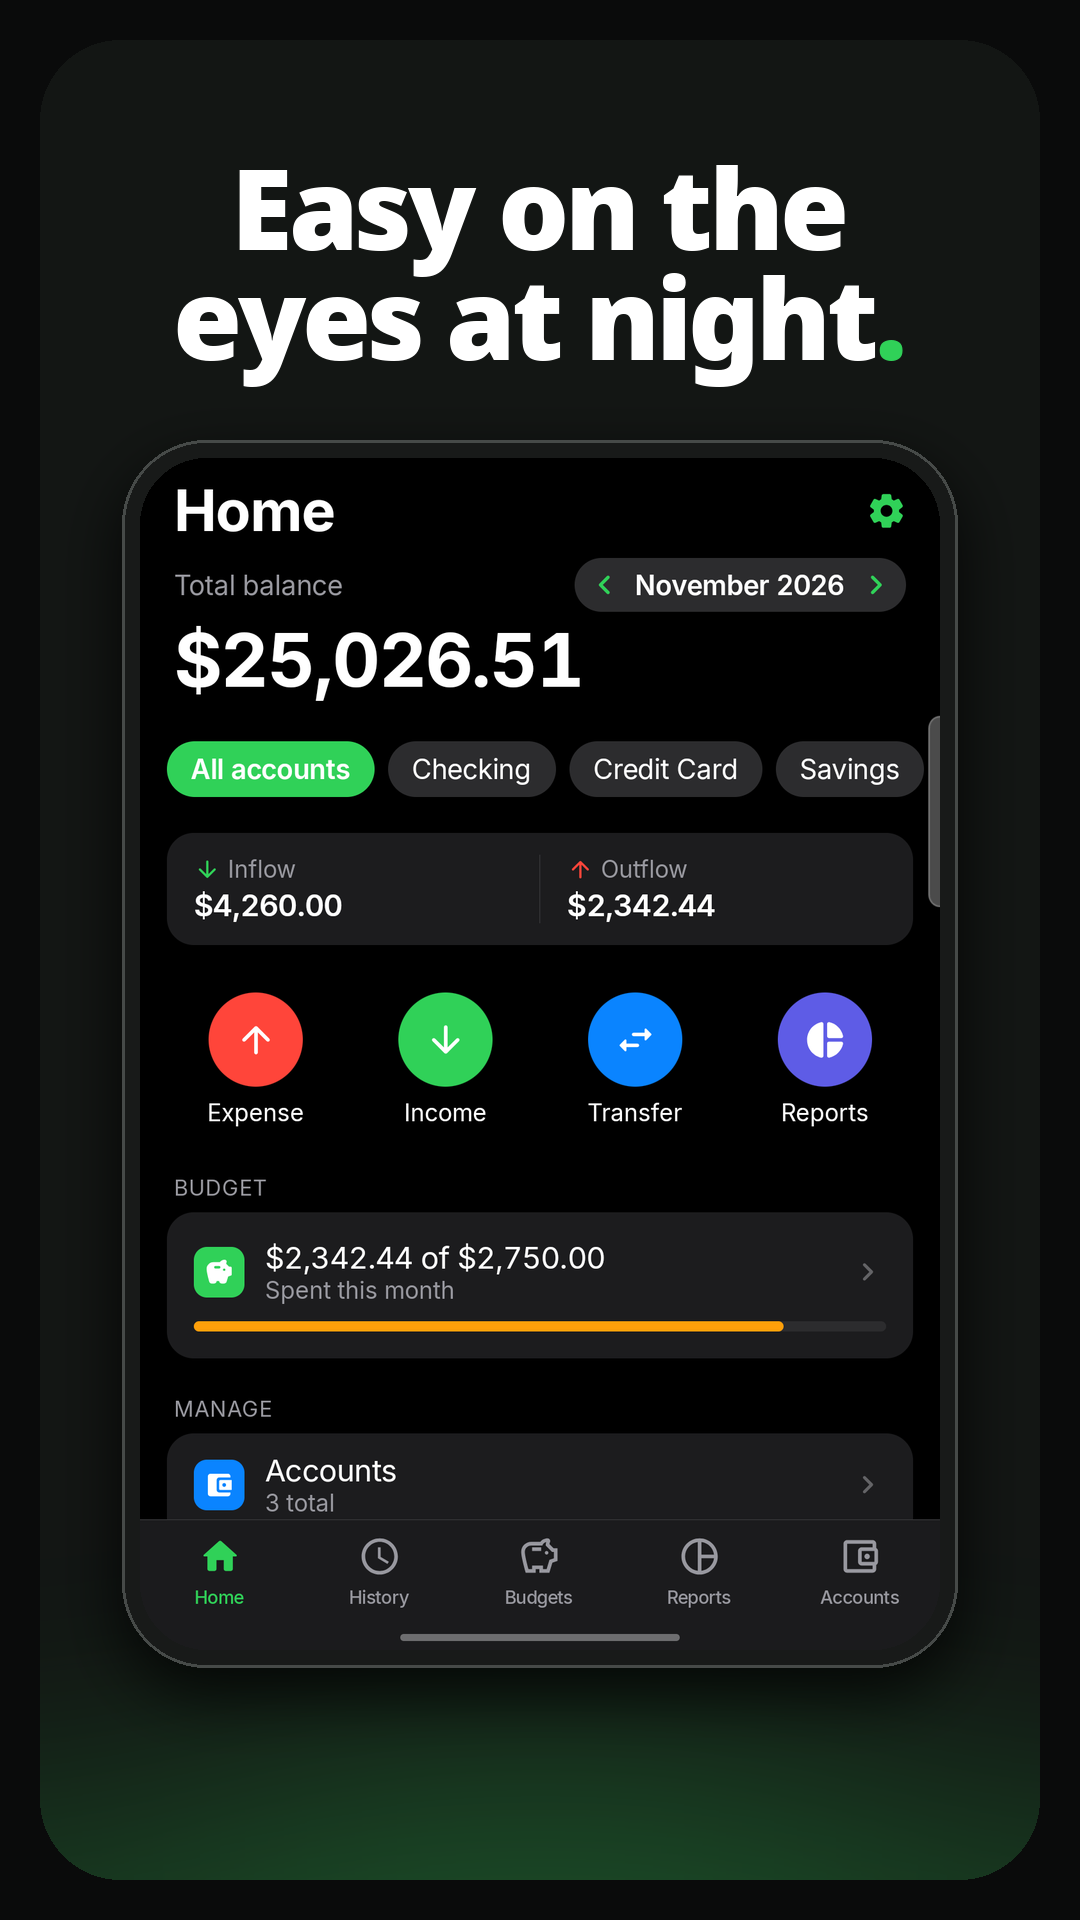 Easy on the
eyes at night.
Home
Total balance
November 2026
$25,026.51
All accounts
Checking
Credit Card
Savings
Inflow
$4,260.00
Outflow
$2,342.44
Expense
Income
Transfer
Reports
BUDGET
$2,342.44 of $2,750.00
Spent this month
MANAGE
Accounts
3 total
Home
History
Budgets
Reports
Accounts